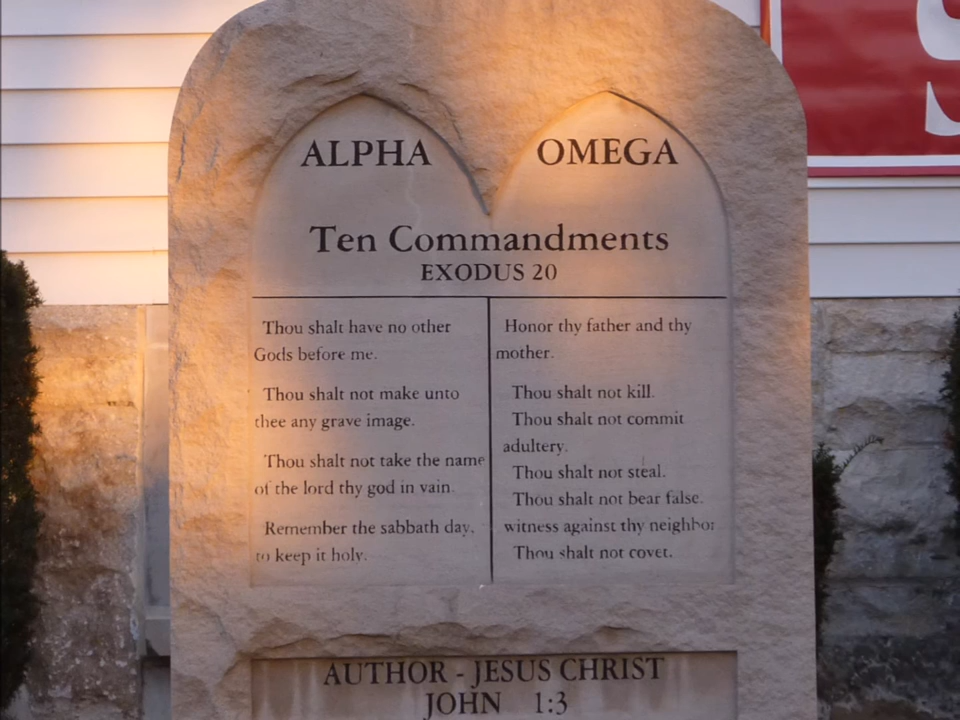 ALPHA OMEGA
Ten Commandments
EXODUS 20
Thou shalt have no other
Gods before me.
Thou shalt not make unto
thee any grave image.
Thou shalt not take the name
of the lord thy god in vain.
Remember the sabbath day,
to keep it holy.
Honor thy father and thy
mother.
Thou shalt not kill.
Thou shalt not commit
adultery.
Thou shalt not steal.
Thou shalt not bear false
witness against thy neighbor
Thou shalt not covet.
AUTHOR - JESUS CHRIST
JOHN 1:3